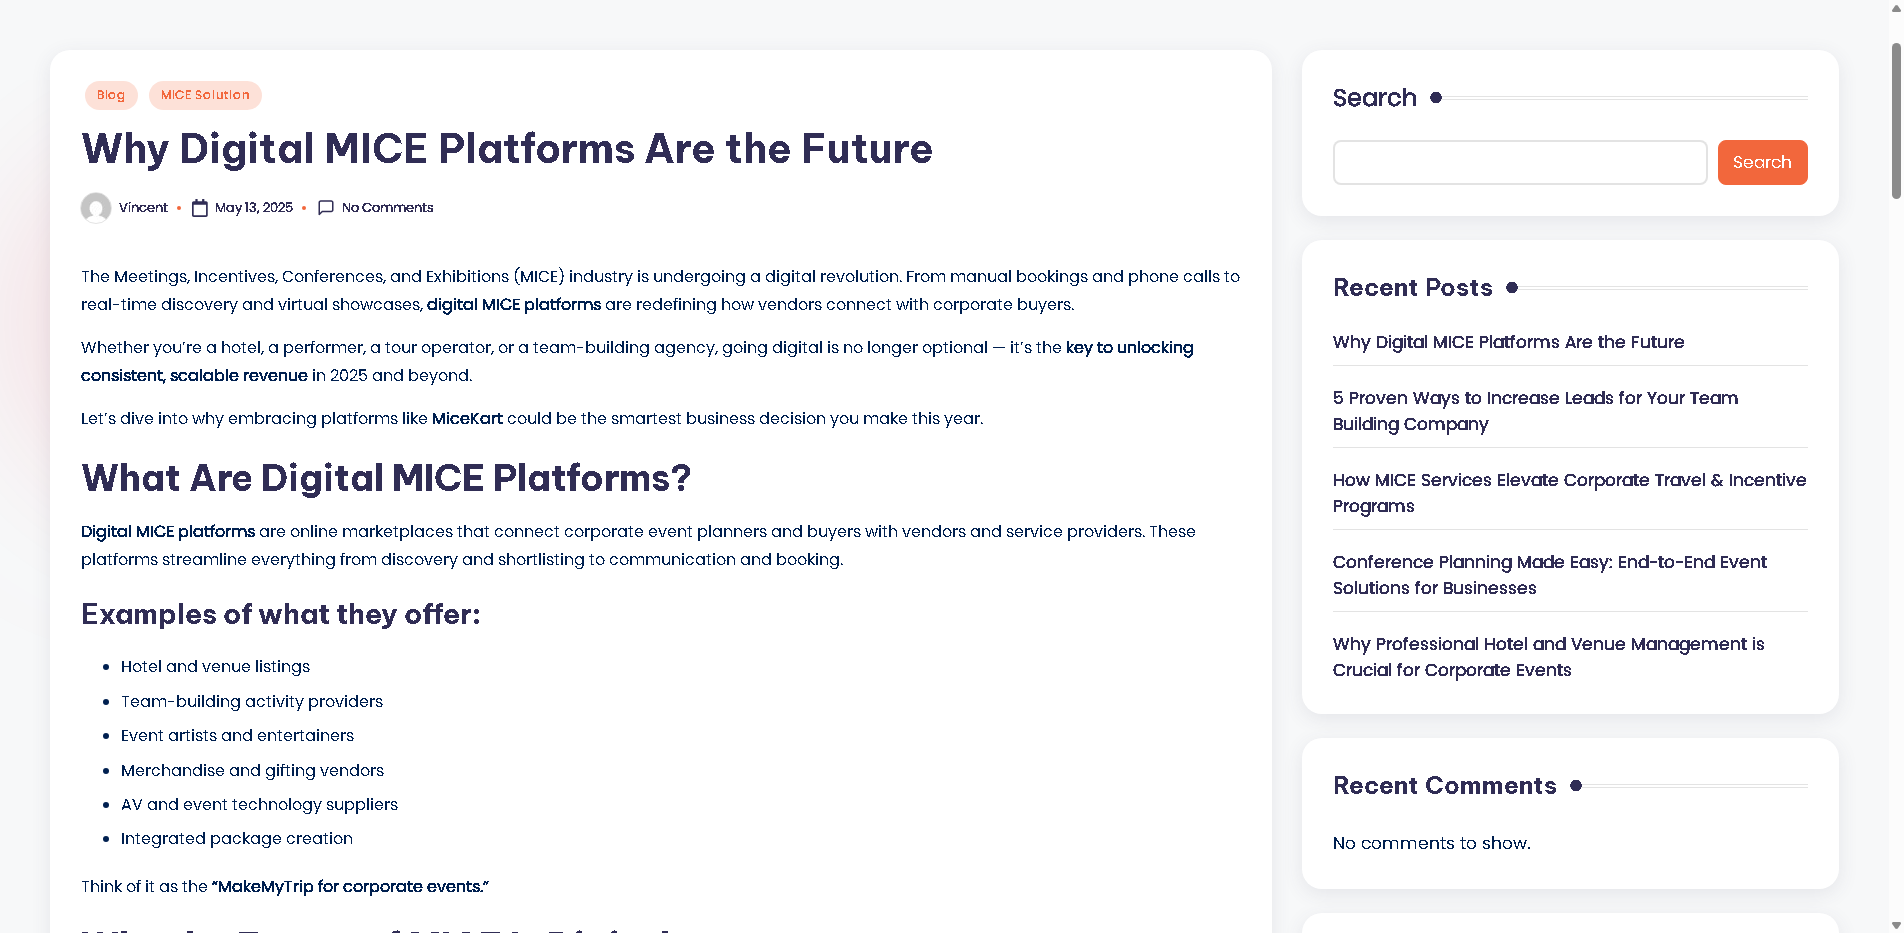 Blog
MICE Solution
Why Digital MICE Platforms Are the Future
Vincent • May 13, 2025 • No Comments
The Meetings, Incentives, Conferences, and Exhibitions (MICE) industry is undergoing a digital revolution. From manual bookings and phone calls to
real-time discovery and virtual showcases, digital MICE platforms are redefining how vendors connect with corporate buyers.
Whether you’re a hotel, a performer, a tour operator, or a team-building agency, going digital is no longer optional — it’s the key to unlocking
consistent, scalable revenue in 2025 and beyond.
Let’s dive into why embracing platforms like MiceKart could be the smartest business decision you make this year.
What Are Digital MICE Platforms?
Digital MICE platforms are online marketplaces that connect corporate event planners and buyers with vendors and service providers. These
platforms streamline everything from discovery and shortlisting to communication and booking.
Examples of what they offer:
• Hotel and venue listings
• Team-building activity providers
• Event artists and entertainers
• Merchandise and gifting vendors
• AV and event technology suppliers
• Integrated package creation
Think of it as the “MakeMyTrip for corporate events.”
Search
Search
Recent Posts
Why Digital MICE Platforms Are the Future
5 Proven Ways to Increase Leads for Your Team
Building Company
How MICE Services Elevate Corporate Travel & Incentive
Programs
Conference Planning Made Easy: End-to-End Event
Solutions for Businesses
Why Professional Hotel and Venue Management is
Crucial for Corporate Events
Recent Comments
No comments to show.